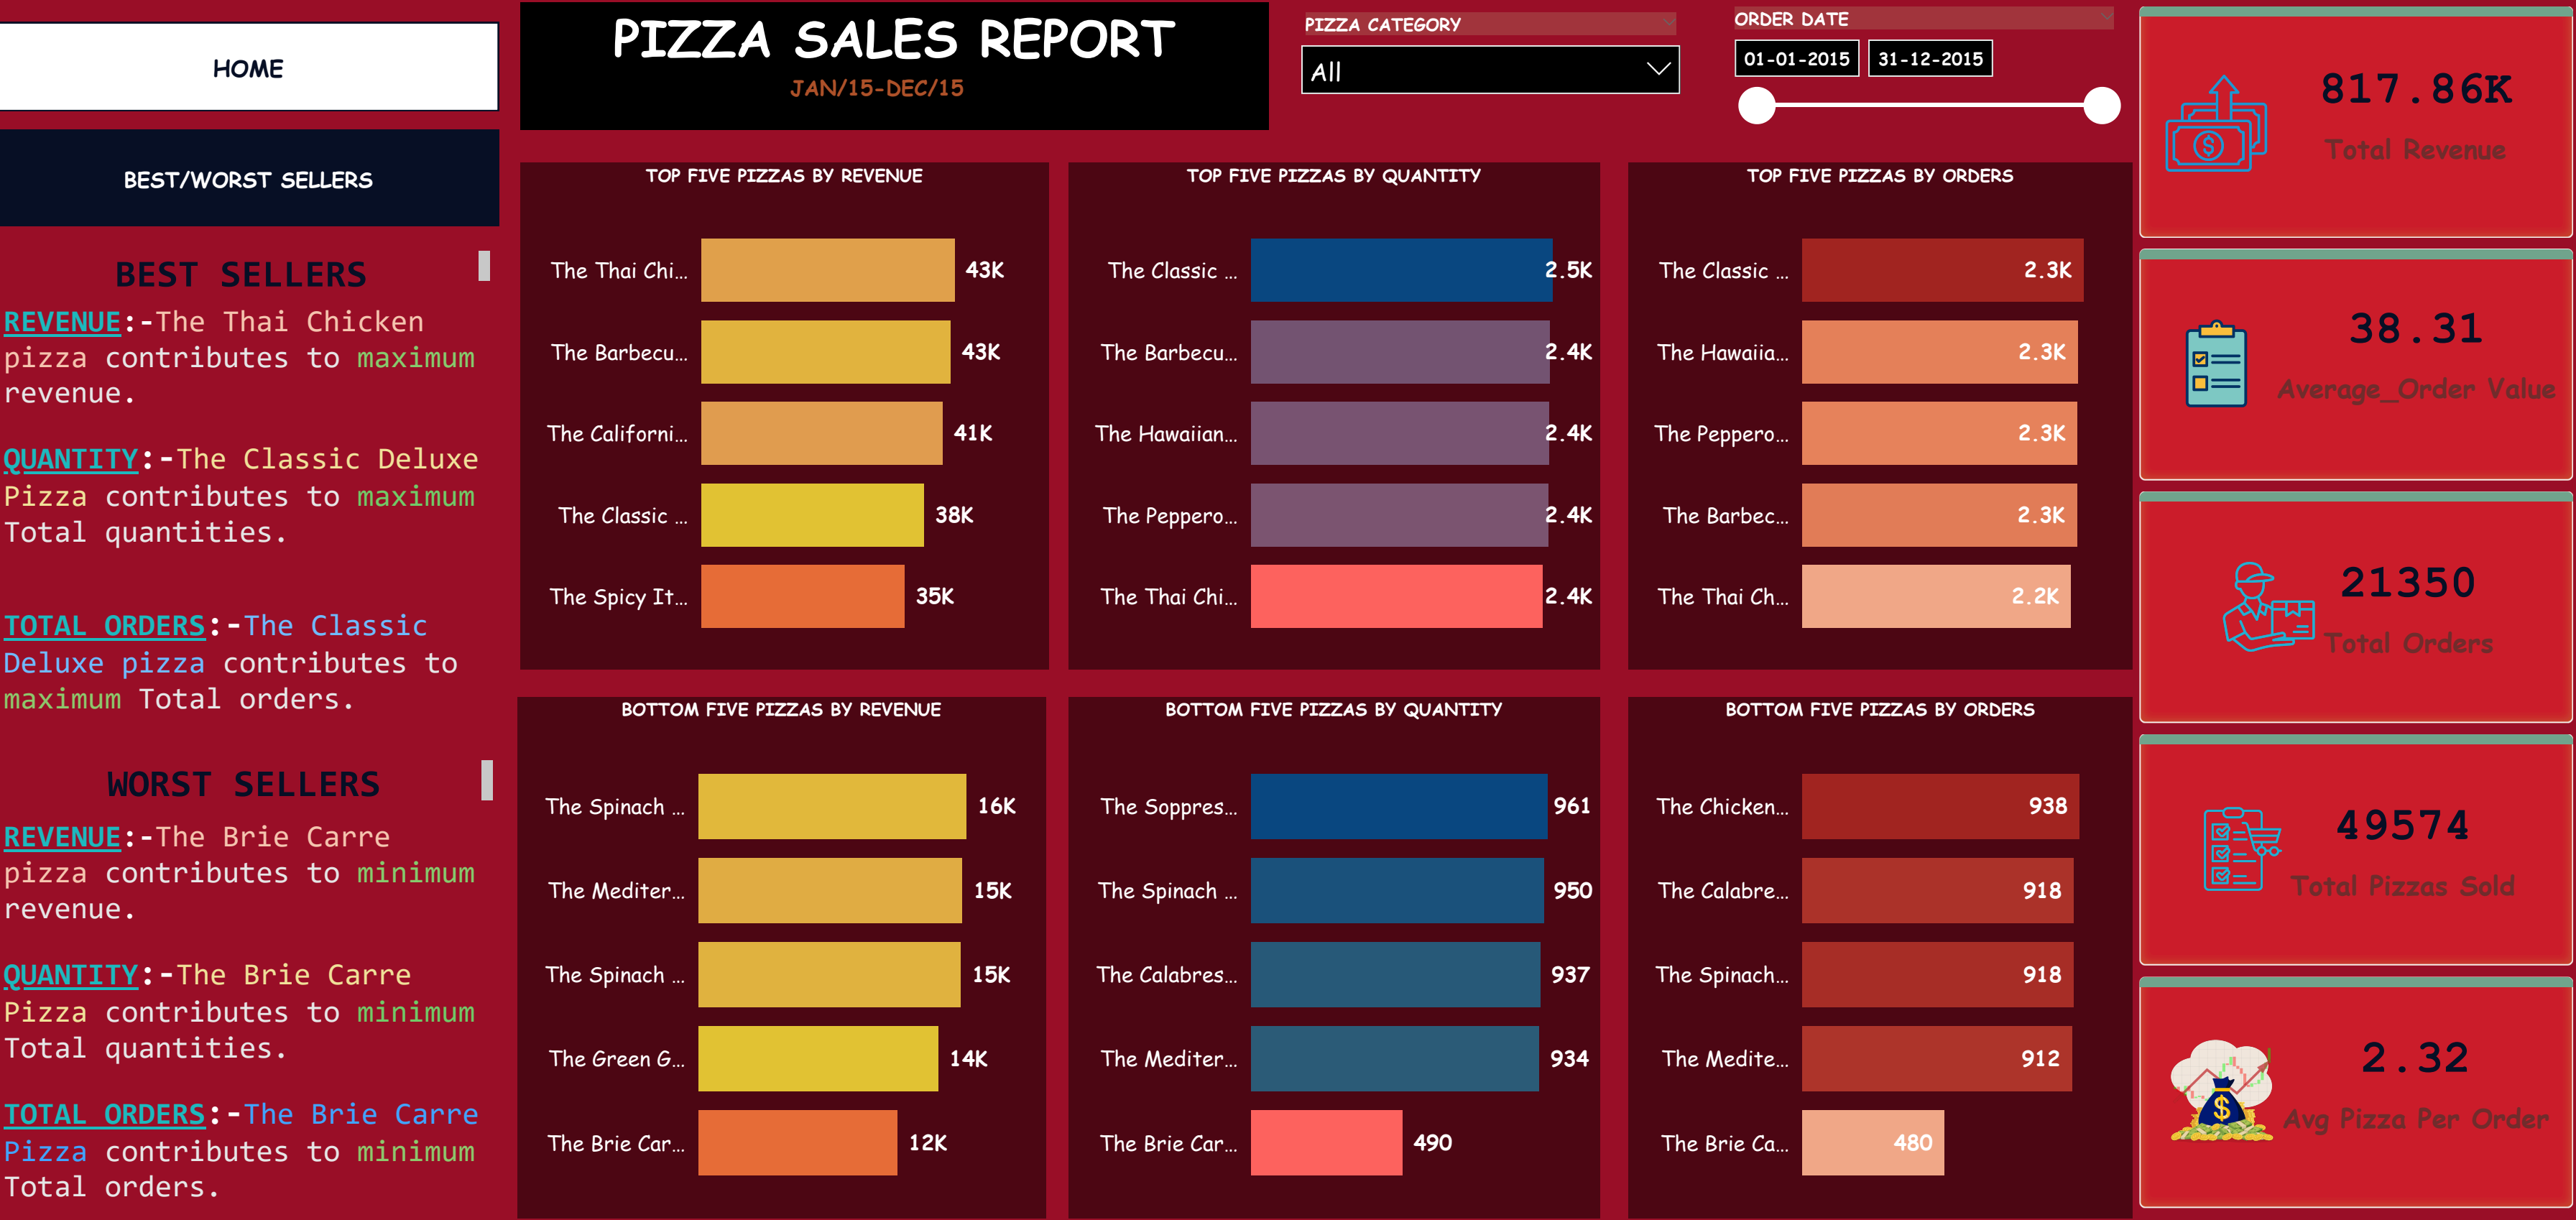 HOME
BEST/WORST SELLERS
BEST SELLERS
REVENUE:-The Thai Chicken
pizza contributes to maximum
revenue.
QUANTITY:-The Classic Deluxe
Pizza contributes to maximum
Total quantities.
TOTAL ORDERS:-The Classic
Deluxe pizza contributes to
maximum Total orders.
WORST SELLERS
REVENUE:-The Brie Carre
pizza contributes to minimum
revenue.
QUANTITY:-The Brie Carre
Pizza contributes to minimum
Total quantities.
TOTAL ORDERS:-The Brie Carre
Pizza contributes to minimum
Total orders.
PIZZA SALES REPORT
JAN/15-DEC/15
PIZZA CATEGORY
All
ORDER DATE
01-01-2015 31-12-2015
TOP FIVE PIZZAS BY REVENUE
The Thai Chi... 43K
The Barbecu... 43K
The Californi... 41K
The Classic ... 38K
The Spicy It... 35K
TOP FIVE PIZZAS BY QUANTITY
The Classic ... 2.5K
The Barbecu... 2.4K
The Hawaiian... 2.4K
The Peppero... 2.4K
The Thai Chi... 2.4K
TOP FIVE PIZZAS BY ORDERS
The Classic ... 2.3K
The Hawaiia... 2.3K
The Peppero... 2.3K
The Barbec... 2.3K
The Thai Ch... 2.2K
BOTTOM FIVE PIZZAS BY REVENUE
The Spinach ... 16K
The Mediter... 15K
The Spinach ... 15K
The Green G... 14K
The Brie Car... 12K
BOTTOM FIVE PIZZAS BY QUANTITY
The Soppres... 961
The Spinach ... 950
The Calabres... 937
The Mediter... 934
The Brie Car... 490
BOTTOM FIVE PIZZAS BY ORDERS
The Chicken... 938
The Calabre... 918
The Spinach... 918
The Medite... 912
The Brie Ca... 480
817.86K
Total Revenue
38.31
Average_Order Value
21350
Total Orders
49574
Total Pizzas Sold
2.32
Avg Pizza Per Order